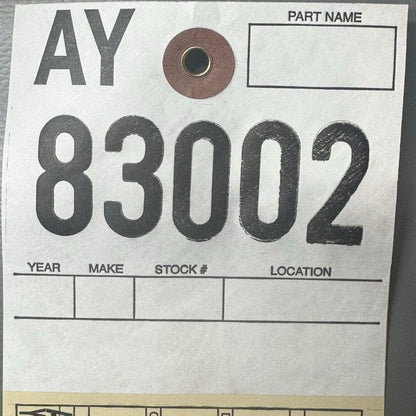 AY
PART NAME
83002
YEAR MAKE STOCK # LOCATION